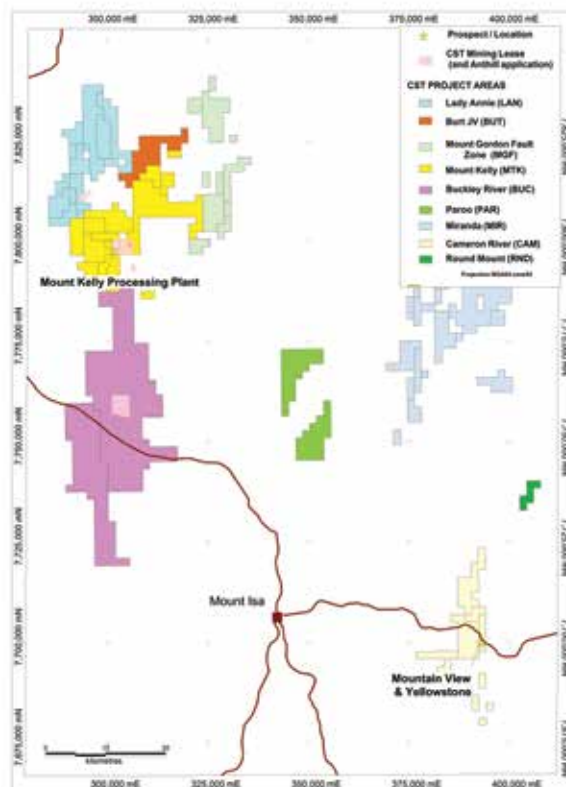 300,000 mE 325,000 mE 350,000 mE 375,000 mE 400,000 mE
Prospect / Location
CST Mining/Lease
(and Anthill application)
CST PROJECT AREAS
Lady Annie (LAN)
Burt JV (BUT)
Mount Gordon Fault
Zone (MGF)
Mount Kelly (MTK)
Buckley River (BUC)
Paroo (PAR)
Miranda (MIR)
Cameron River (CAM)
Round Mount (RND)
7,825,000 mN
7,800,000 mN
Mount Kelly Processing Plant
7,775,000 mN
7,750,000 mN
7,725,000 mN
Mount Isa
7,700,000 mN
Mountain View
& Yellowstone
7,675,000 mN
kilometres
300,000 mE 325,000 mE 350,000 mE 375,000 mE 400,000 mE